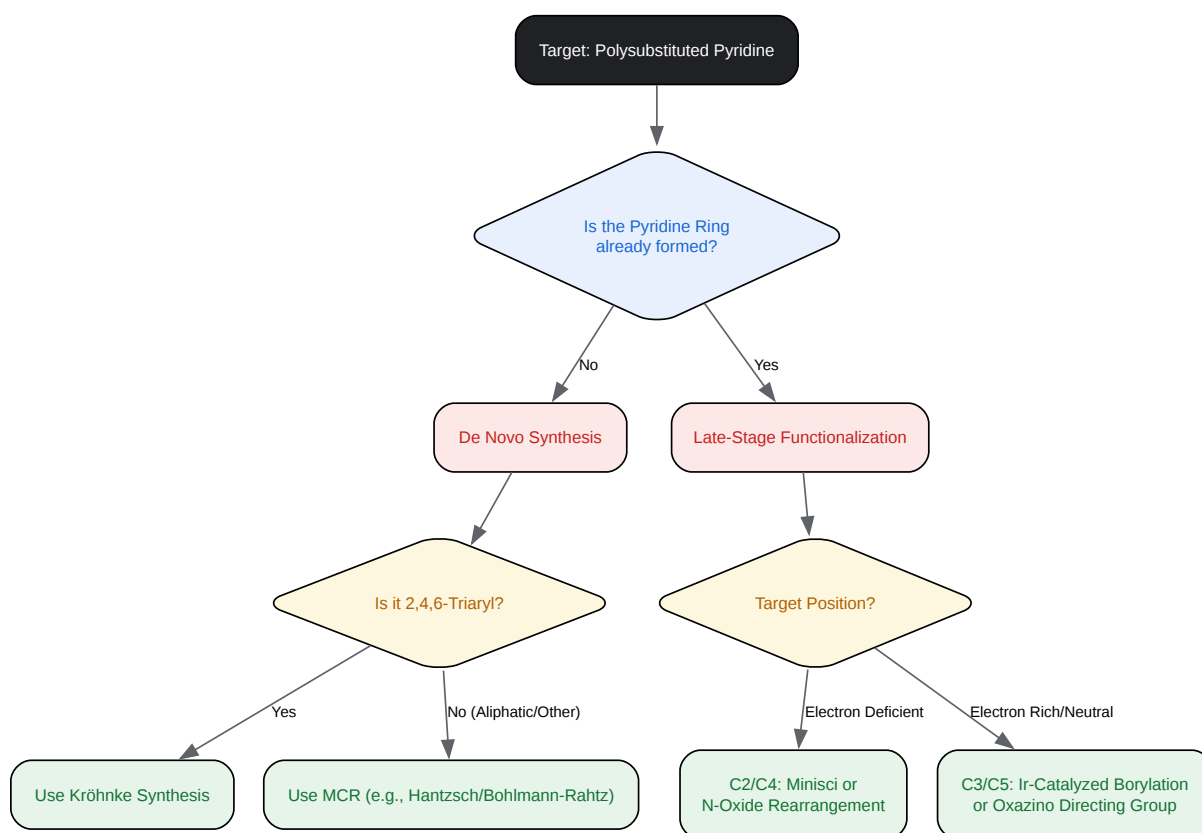 Target: Polysubstituted Pyridine
Is the Pyridine Ring
already formed?
No
Yes
De Novo Synthesis
Late-Stage Functionalization
Is it 2,4,6-Triaryl?
Target Position?
Yes
No (Aliphatic/Other)
Electron Deficient
Electron Rich/Neutral
Use Kröhnke Synthesis
Use MCR (e.g., Hantzsch/Bohlmann-Rahtz)
C2/C4: Minisci or
N-Oxide Rearrangement
C3/C5: Ir-Catalyzed Borylation
or Oxazino Directing Group